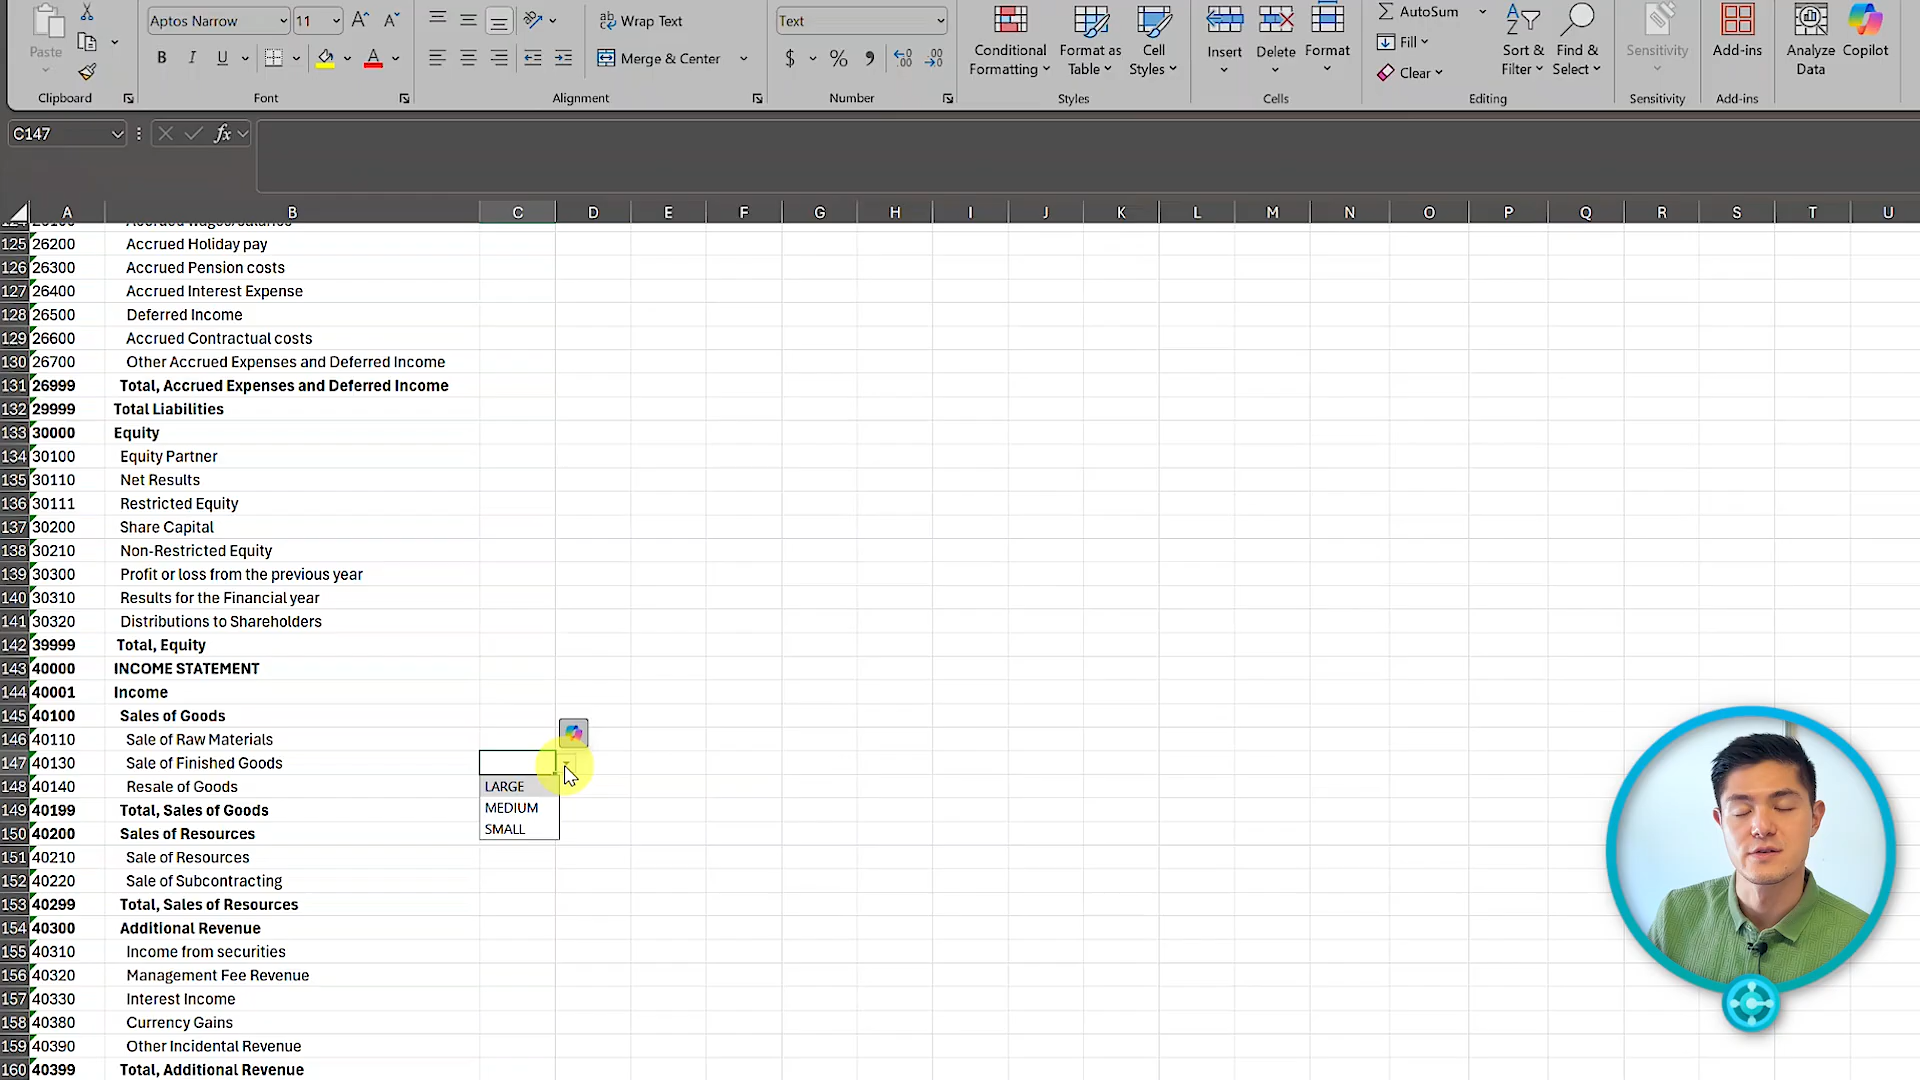 Aptos Narrow 11
Wrap Text
Text
Paste
B I U
Merge & Center
$ % 9
Conditional Formatting
Format as Table
Cell Styles
Insert
Delete
Format
AutoSum
Fill
Clear
Sort & Filter
Find & Select
Sensitivity
Add-ins
Analyze Data
Copilot
Clipboard Font Alignment Number Styles Cells Editing Sensitivity Add-ins
C147 fx
A B C D E F G H I J K L M N O P Q R S T U
125 26200 Accrued Holiday pay
126 26300 Accrued Pension costs
127 26400 Accrued Interest Expense
128 26500 Deferred Income
129 26600 Accrued Contractual costs
130 26700 Other Accrued Expenses and Deferred Income
131 26999 Total, Accrued Expenses and Deferred Income
132 29999 Total Liabilities
133 30000 Equity
134 30100 Equity Partner
135 30110 Net Results
136 30111 Restricted Equity
137 30200 Share Capital
138 30210 Non-Restricted Equity
139 30300 Profit or loss from the previous year
140 30310 Results for the Financial year
141 30320 Distributions to Shareholders
142 39999 Total, Equity
143 40000 INCOME STATEMENT
144 40001 Income
145 40100 Sales of Goods
146 40110 Sale of Raw Materials
147 40130 Sale of Finished Goods
148 40140 Resale of Goods LARGE
149 40199 Total, Sales of Goods MEDIUM
150 40200 Sales of Resources SMALL
151 40210 Sale of Resources
152 40220 Sale of Subcontracting
153 40299 Total, Sales of Resources
154 40300 Additional Revenue
155 40310 Income from securities
156 40320 Management Fee Revenue
157 40330 Interest Income
158 40380 Currency Gains
159 40390 Other Incidental Revenue
160 40399 Total, Additional Revenue